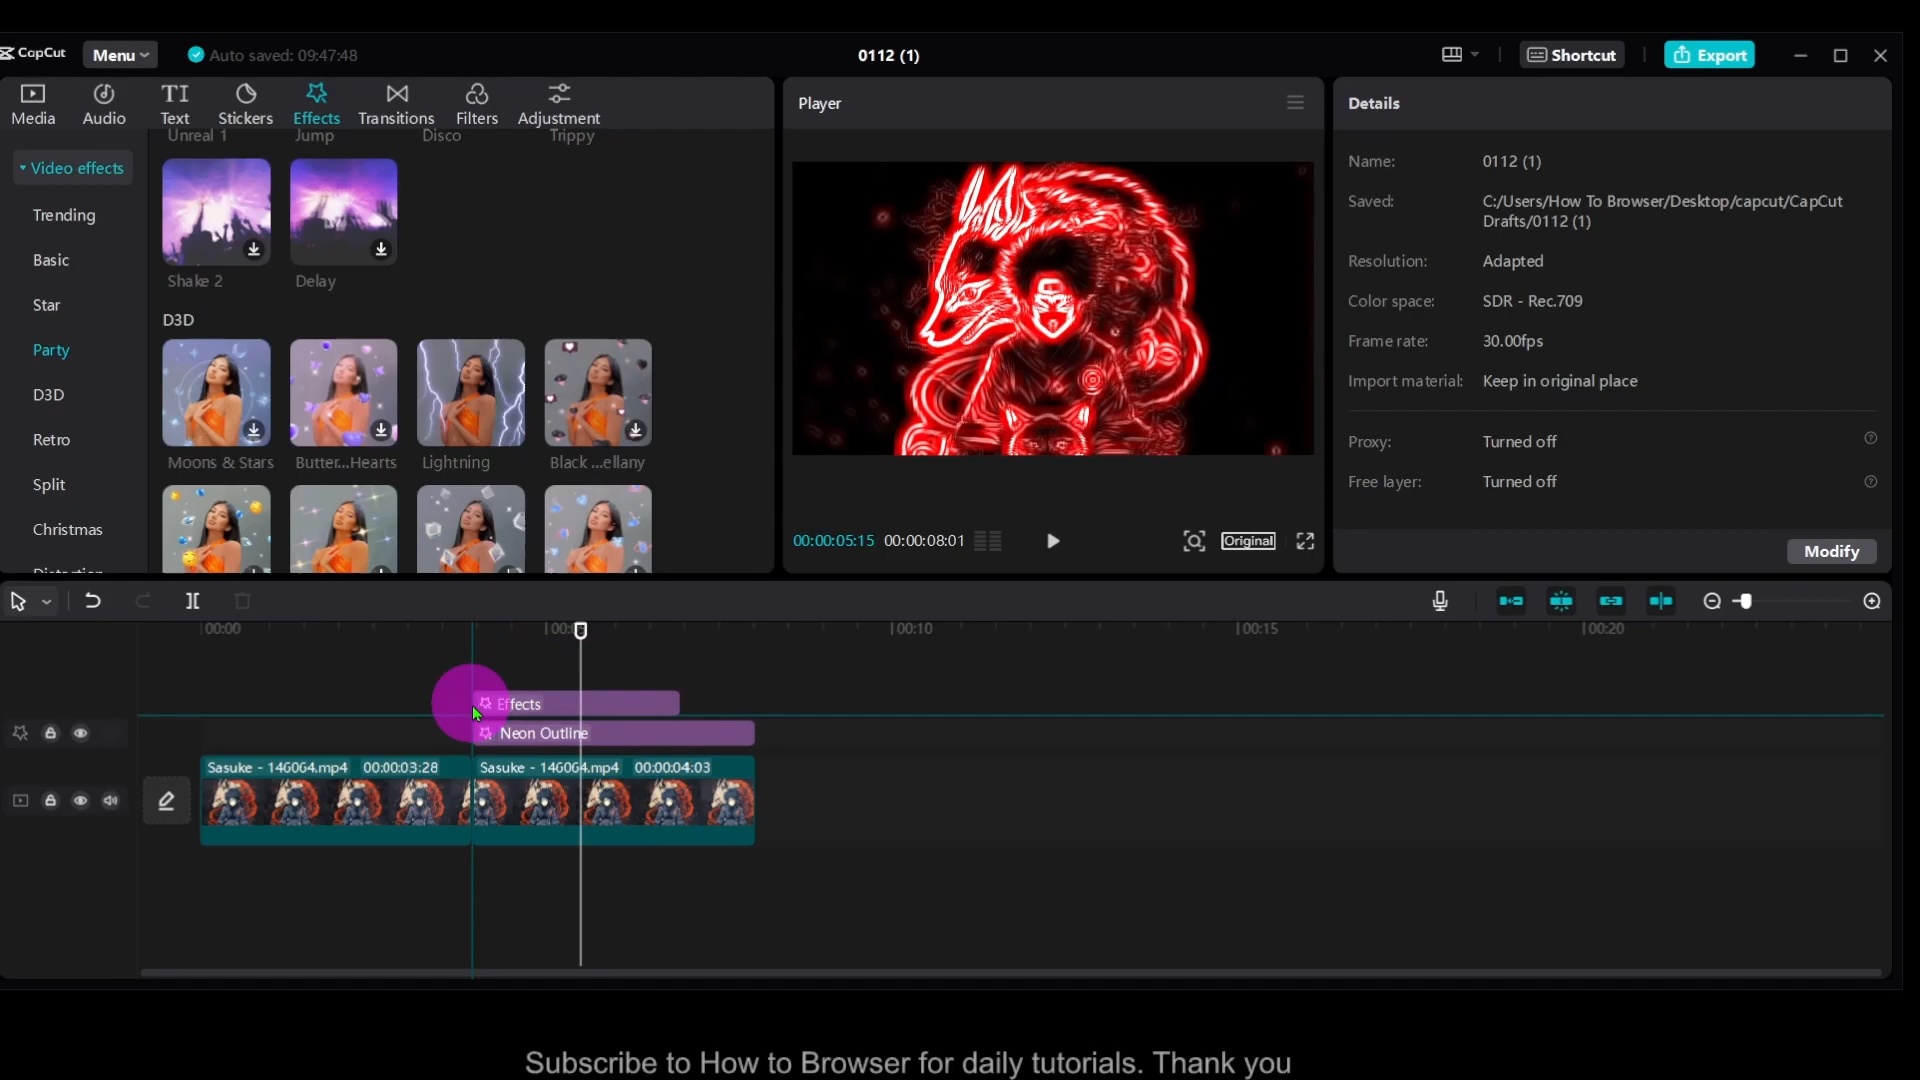 CapCut
Menu
Auto saved: 09:47:48
0112 (1)
Shortcut
Export
Media
Audio
Text
Stickers
Effects
Transitions
Filters
Adjustment
Video effects
Trending
Basic
Star
Party
D3D
Retro
Split
Christmas
Distortion
Unreal 1
Jump
Disco
Trippy
Shake 2
Delay
D3D
Moons & Stars
Butter...Hearts
Lightning
Black ...ellany
Player
00:00:05:15
00:00:08:01
Original
Details
Name: 0112 (1)
Saved: C:/Users/How To Browser/Desktop/capcut/CapCut
Drafts/0112 (1)
Resolution: Adapted
Color space: SDR - Rec.709
Frame rate: 30.00fps
Import material: Keep in original place
Proxy: Turned off
Free layer: Turned off
Modify
00:00
00:10
00:15
00:20
Effects
Neon Outline
Sasuke - 146064.mp4 00:00:03:28
Sasuke - 146064.mp4 00:00:04:03
Subscribe to How to Browser for daily tutorials. Thank you